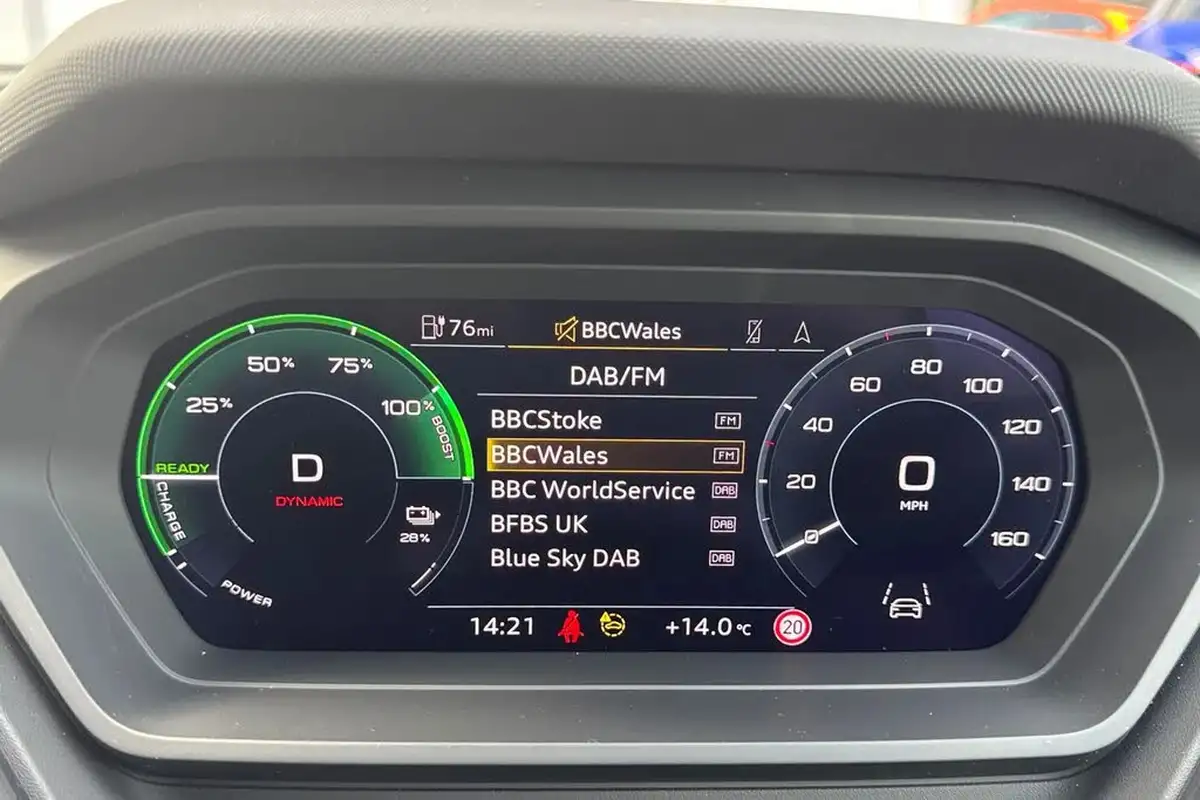 76mi
BBCWales
DAB/FM
BBCStoke FM
BBCWales FM
BBC WorldService DAB
BFBS UK DAB
Blue Sky DAB DAB
25%
50%
75%
100%
BOOST
READY
CHARGE
POWER
D
DYNAMIC
28%
0
20
40
60
80
100
120
140
160
0
MPH
14:21
+14.0°C
20